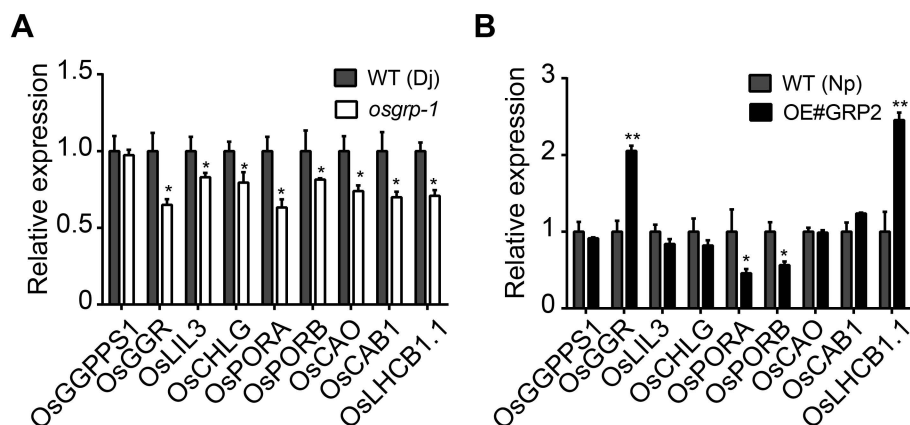 A
Relative expression
1.5
1.0
0.5
0
WT (Dj)
osgrp-1
*
*
*
*
*
*
*
*
OsGGPPS1
OsGGR
OsLIL3
OsCHLG
OsPORA
OsPORB
OsCAO
OsCAB1
OsLHCB1.1
B
Relative expression
3
2
1
0
WT (Np)
OE#GRP2
**
*
*
**
OsGGPPS1
OsGGR
OsLIL3
OsCHLG
OsPORA
OsPORB
OsCAO
OsCAB1
OsLHCB1.1